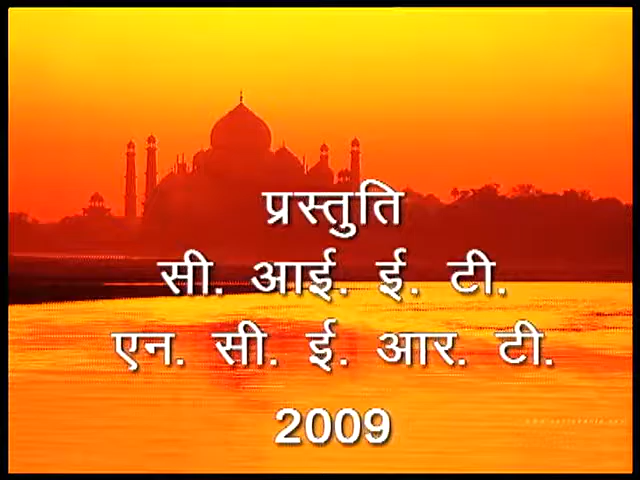 प्रस्तुति
सी. आई. ई. टी.
एन. सी. ई. आर. टी.
2009